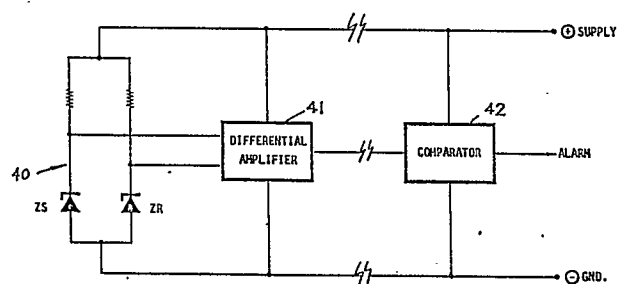 ⊕ SUPPLY
41
42
DIFFERENTIAL
AMPLIFIER
COMPARATOR
ALARM
40
ZS
ZR
⊖ GND.